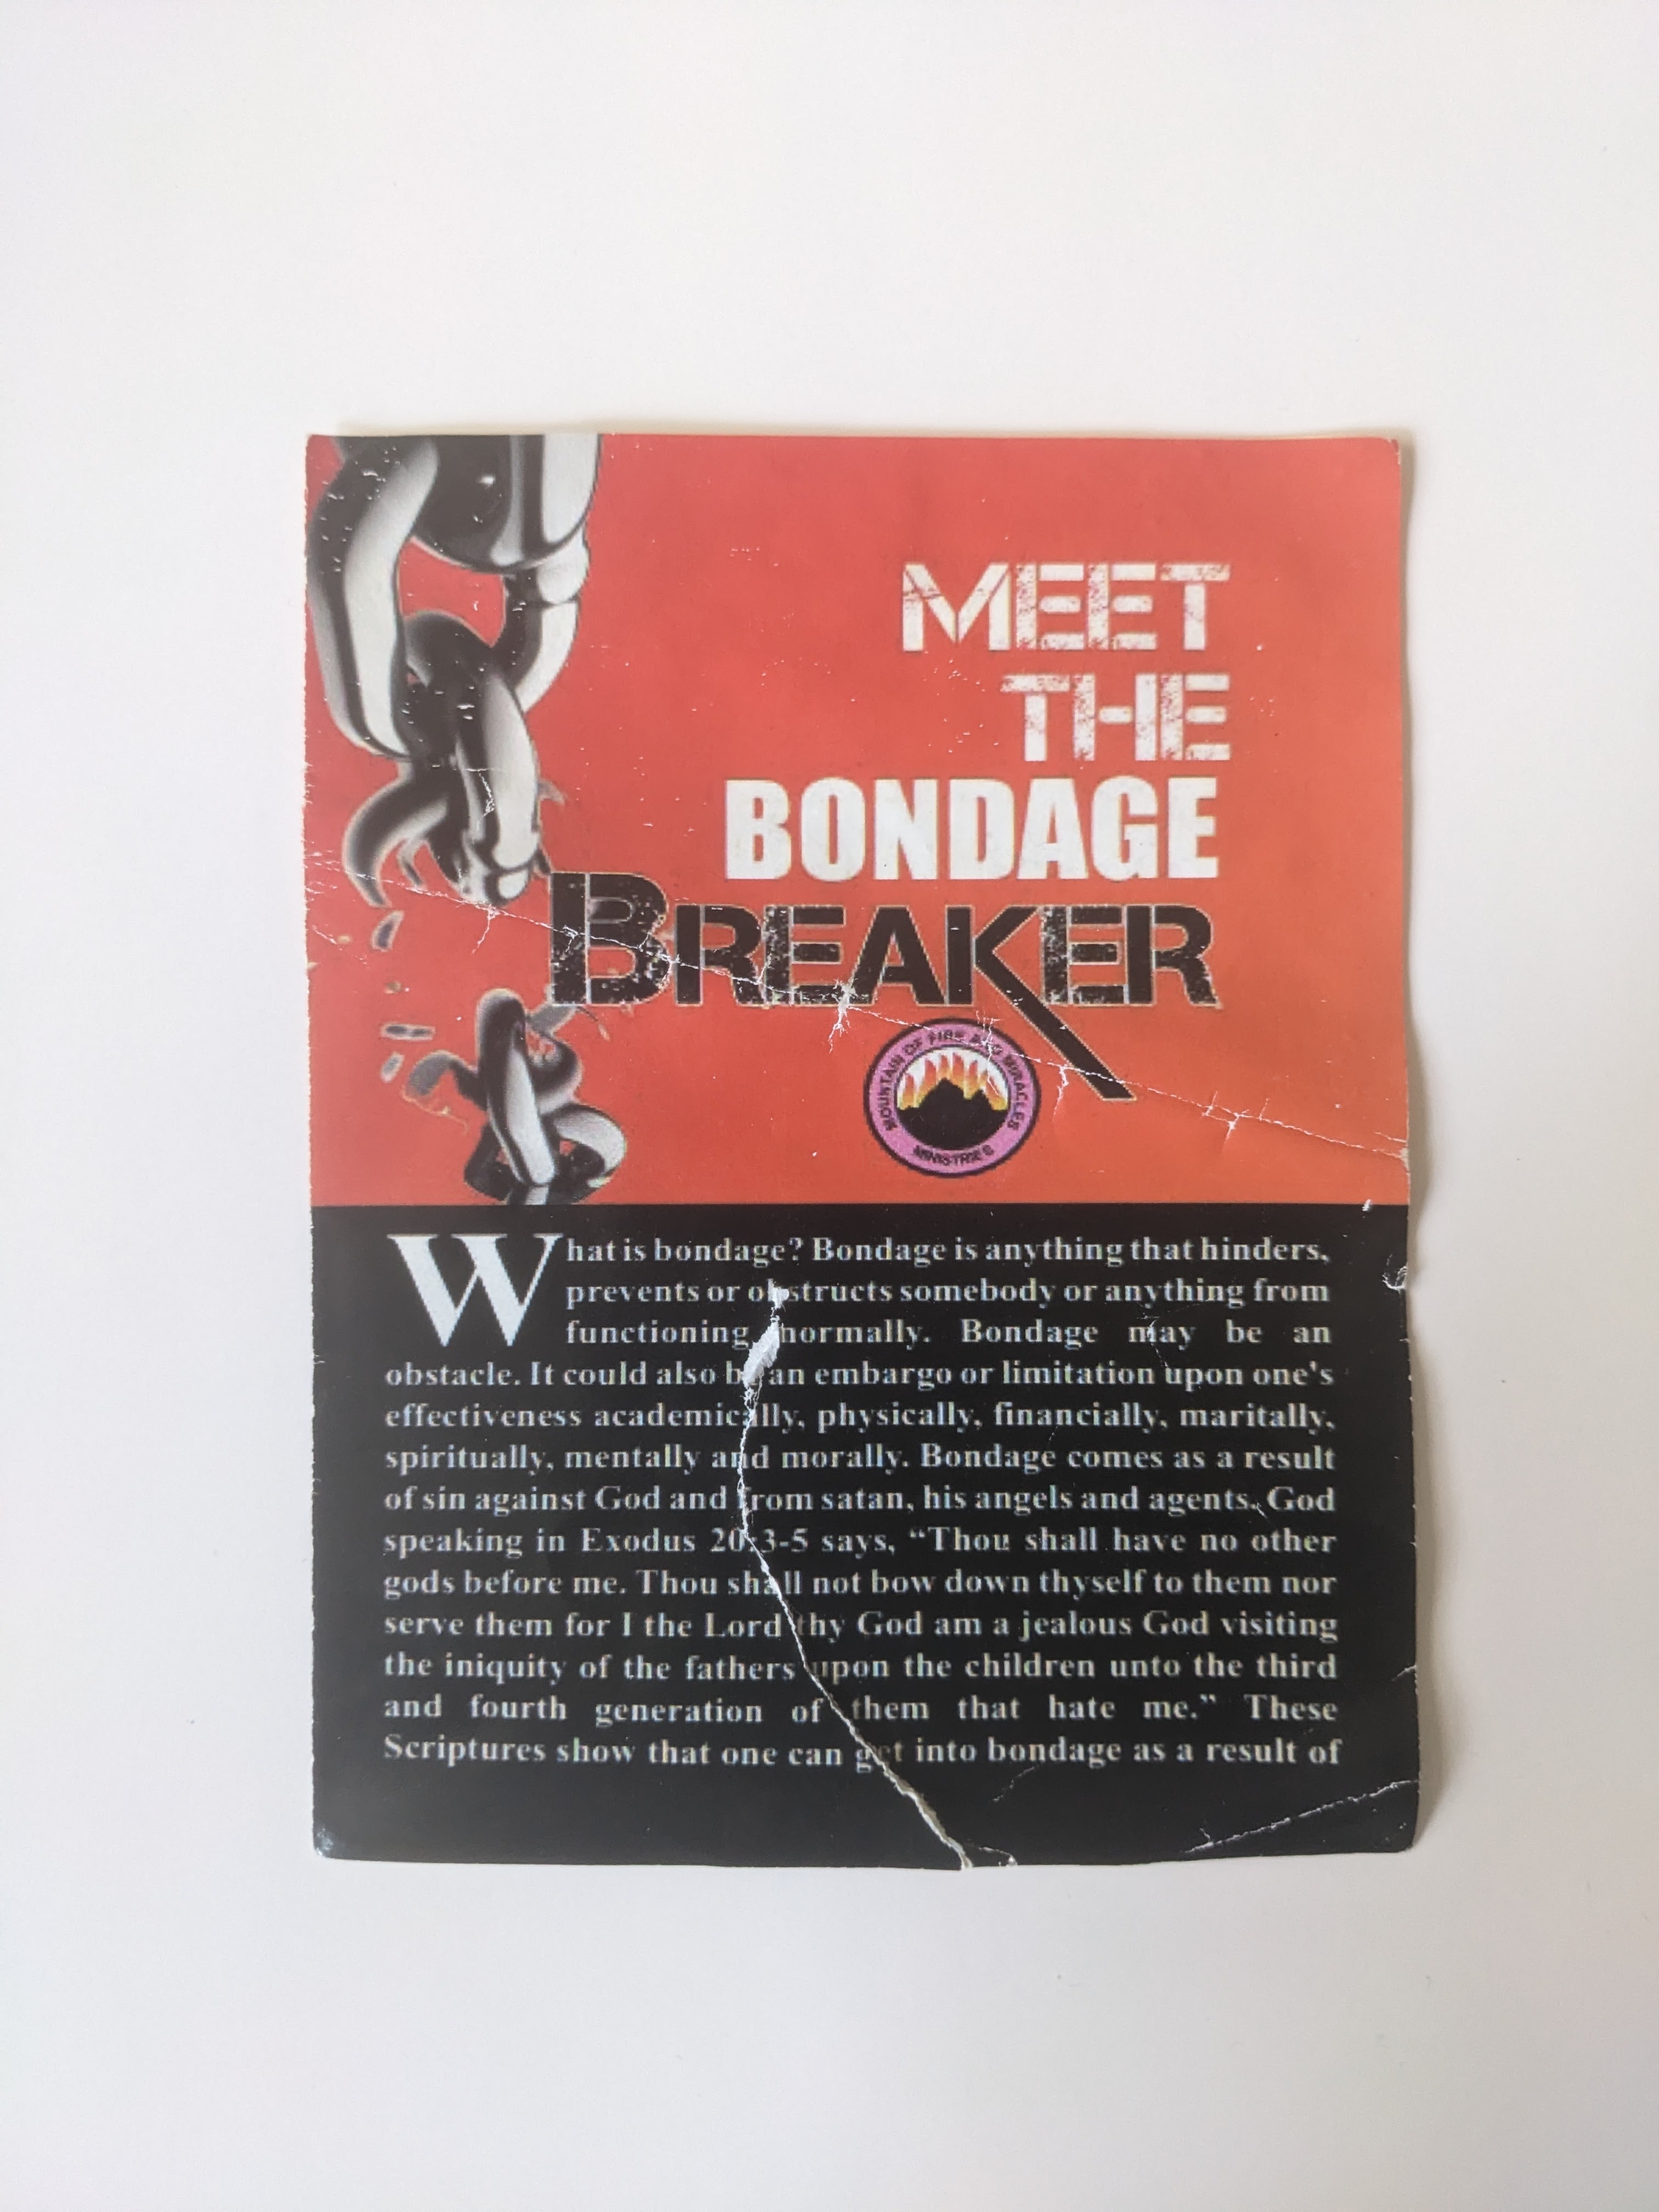 MEET
THE
BONDAGE
BREAKER
MOUNTAIN OF FIRE AND MIRACLES
MINISTRIES
What is bondage? Bondage is anything that hinders,
prevents or obstructs somebody or anything from
functioning normally. Bondage may be an
obstacle. It could also be an embargo or limitation upon one's
effectiveness academically, physically, financially, maritally,
spiritually, mentally and morally. Bondage comes as a result
of sin against God and from satan, his angels and agents. God
speaking in Exodus 20:3-5 says, “Thou shall have no other
gods before me. Thou shall not bow down thyself to them nor
serve them for I the Lord thy God am a jealous God visiting
the iniquity of the fathers upon the children unto the third
and fourth generation of them that hate me.” These
Scriptures show that one can get into bondage as a result of